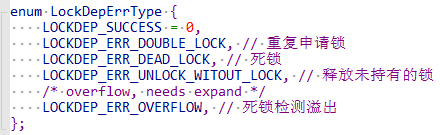 enum LockDepErrType {
    LOCKDEP_SUCCESS = 0,
    LOCKDEP_ERR_DOUBLE_LOCK, // 重复申请锁
    LOCKDEP_ERR_DEAD_LOCK, // 死锁
    LOCKDEP_ERR_UNLOCK_WITOUT_LOCK, // 释放未持有的锁
    /* overflow, needs expand */
    LOCKDEP_ERR_OVERFLOW, // 死锁检测溢出
};